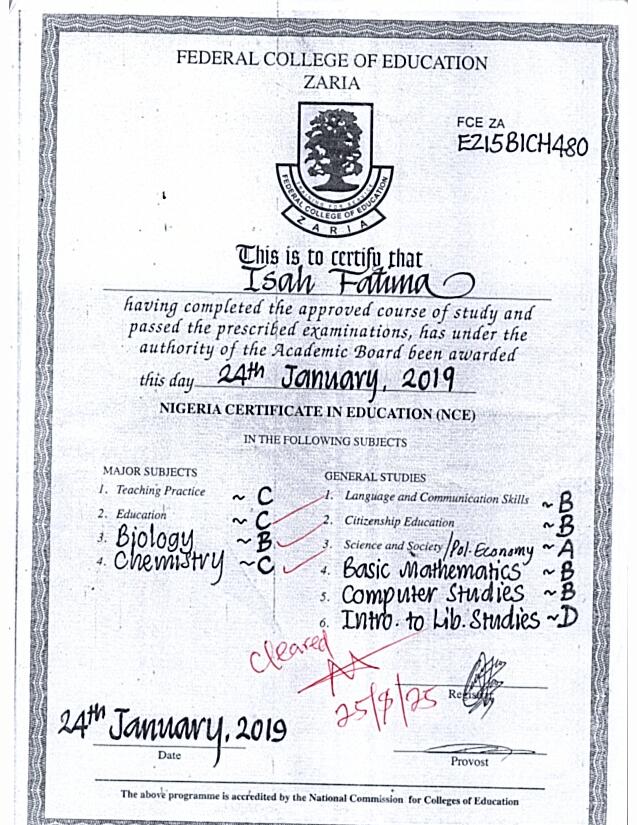 FEDERAL COLLEGE OF EDUCATION
ZARIA
FCE ZA
EZ15B1CH480
FEDERAL COLLEGE OF EDUCATION
ZARIA
This is to certify that
Isah Fatima
having completed the approved course of study and
passed the prescribed examinations, has under the
authority of the Academic Board been awarded
this day 24th January, 2019
NIGERIA CERTIFICATE IN EDUCATION (NCE)
IN THE FOLLOWING SUBJECTS
MAJOR SUBJECTS
1. Teaching Practice ~ C
2. Education ~ C
3. Biology ~ B
4. Chemistry ~ C
GENERAL STUDIES
1. Language and Communication Skills ~ B
2. Citizenship Education ~ B
3. Science and Society/Pol. Economy ~ A
4. Basic Mathematics ~ B
5. Computer Studies ~ B
6. Intro. to Lib. Studies ~ D
Cleared
25/8/25
Registrar
24th January, 2019
Date
Provost
The above programme is accredited by the National Commission for Colleges of Education